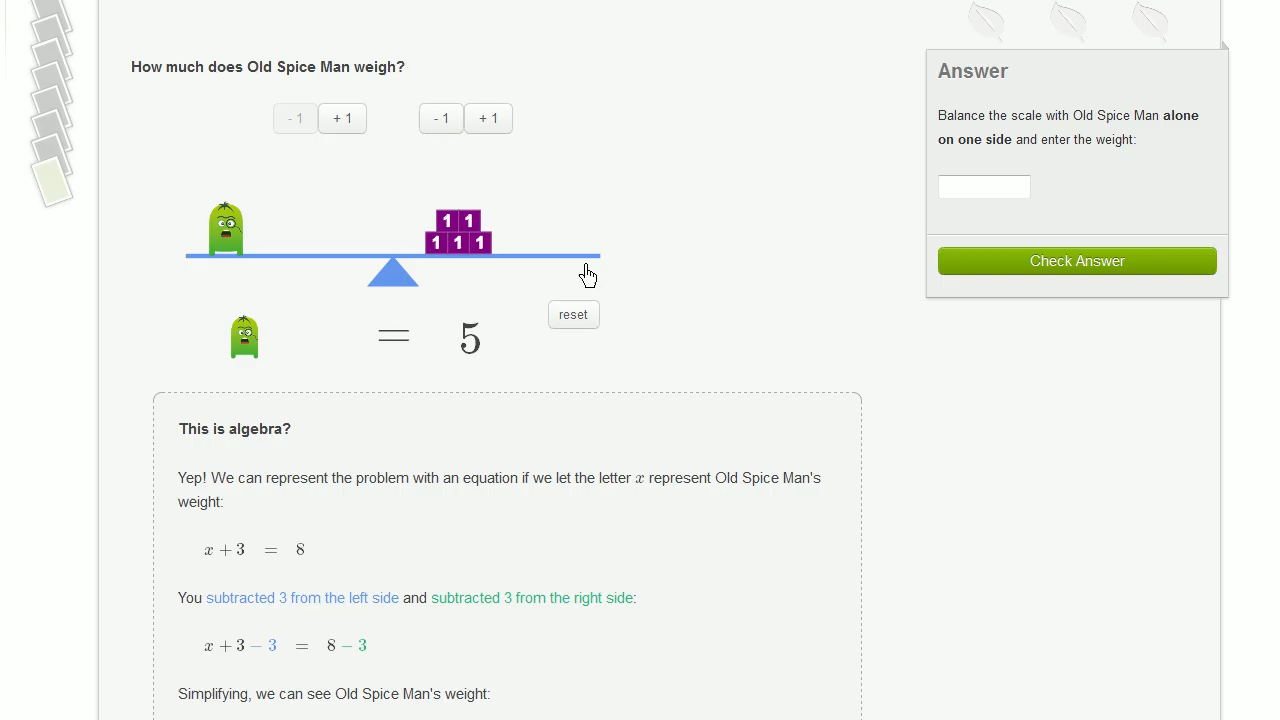 How much does Old Spice Man weigh?
- 1 + 1 - 1 + 1
1 1
1 1 1
= 5
reset
Answer
Balance the scale with Old Spice Man alone
on one side and enter the weight:
Check Answer
This is algebra?
Yep! We can represent the problem with an equation if we let the letter x represent Old Spice Man's
weight:
x + 3 = 8
You subtracted 3 from the left side and subtracted 3 from the right side:
x + 3 − 3 = 8 − 3
Simplifying, we can see Old Spice Man's weight: